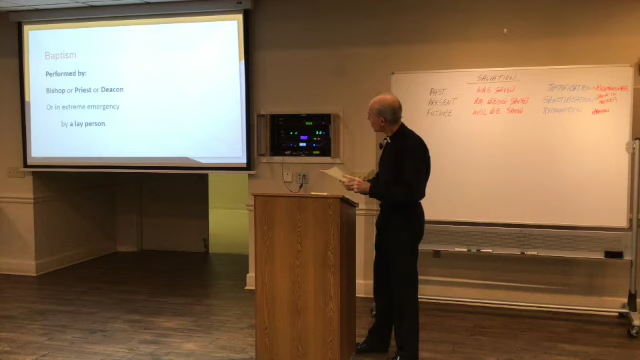 Baptism
Performed by:
Bishop or Priest or Deacon
Or in extreme emergency
by a lay person.
SALVATION
PAST WAS SAVED JUSTIFICATION
PRESENT AM BEING SAVED SANCTIFICATION
FUTURE WILL BE SAVED